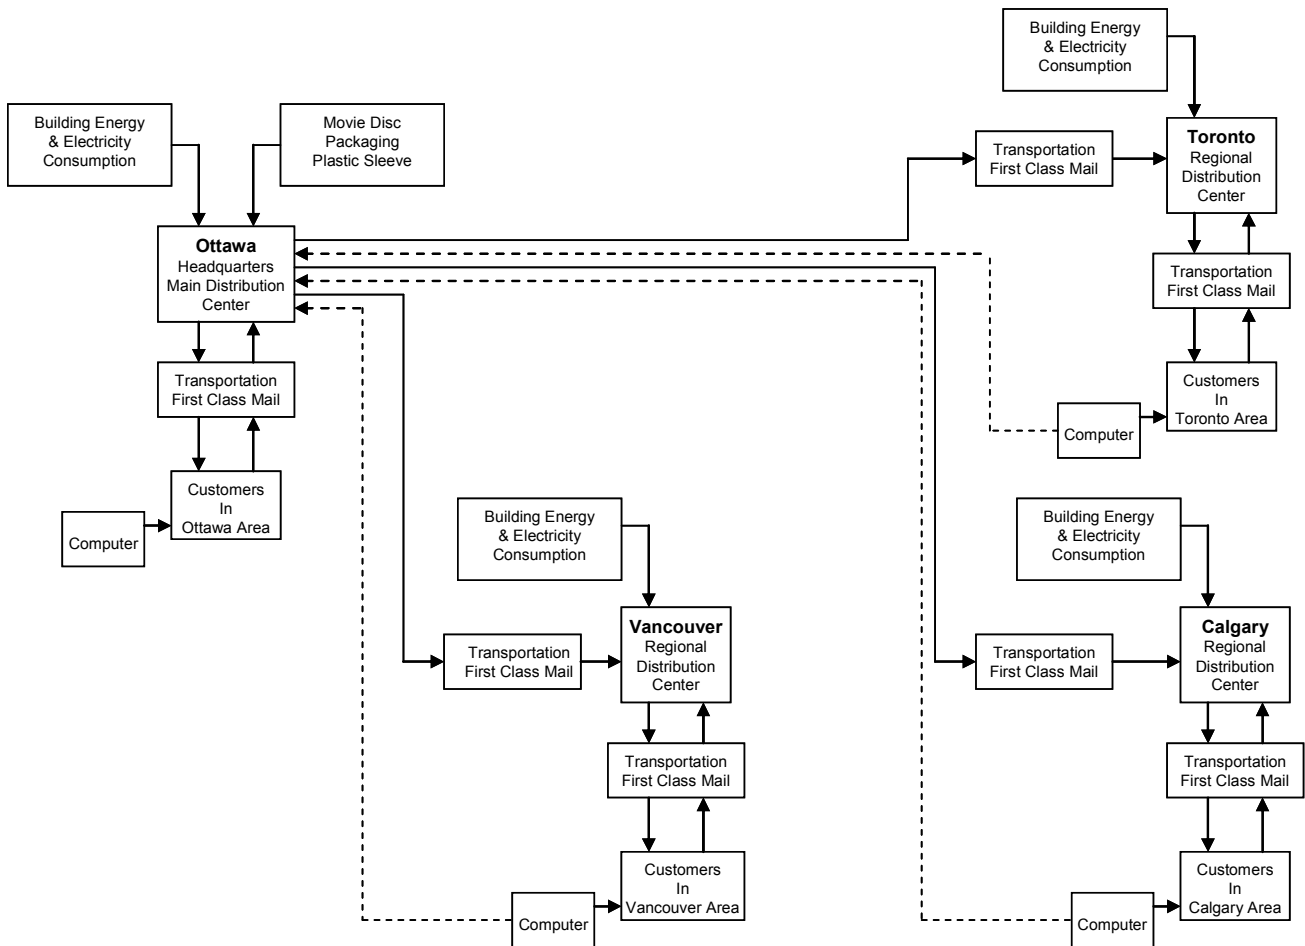 Building Energy
& Electricity
Consumption
Building Energy
& Electricity
Consumption
Movie Disc
Packaging
Plastic Sleeve
Transportation
First Class Mail
Toronto
Regional
Distribution
Center
Ottawa
Headquarters
Main Distribution
Center
Transportation
First Class Mail
Transportation
First Class Mail
Customers
In
Toronto Area
Computer
Customers
In
Ottawa Area
Computer
Building Energy
& Electricity
Consumption
Building Energy
& Electricity
Consumption
Transportation
First Class Mail
Vancouver
Regional
Distribution
Center
Transportation
First Class Mail
Calgary
Regional
Distribution
Center
Transportation
First Class Mail
Transportation
First Class Mail
Customers
In
Vancouver Area
Computer
Customers
In
Calgary Area
Computer